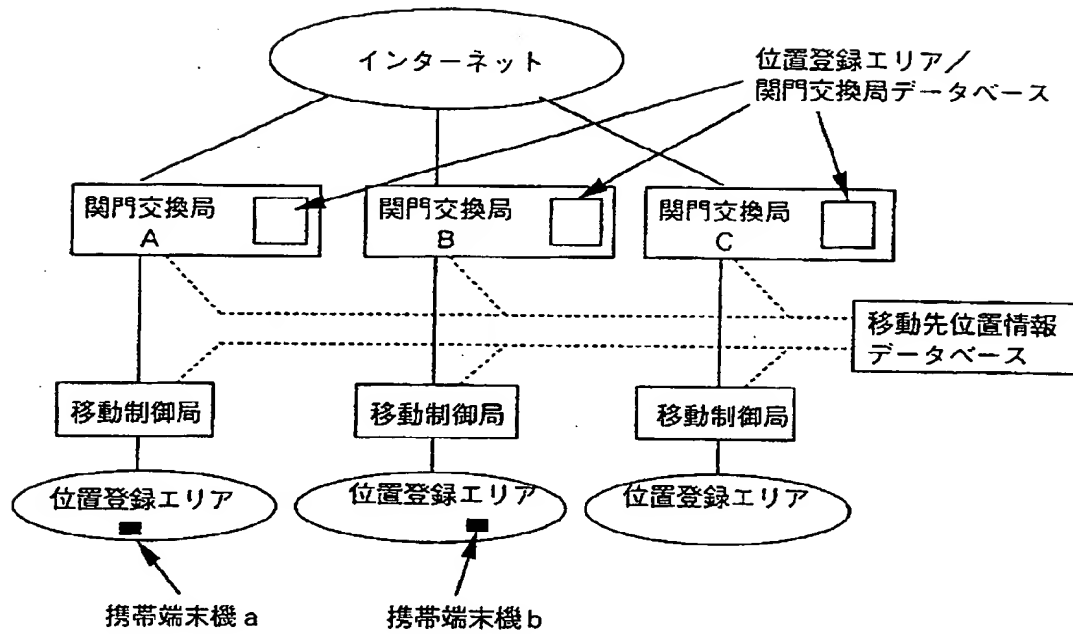 インターネット
位置登録エリア/
関門交換局データベース
関門交換局
A
関門交換局
B
関門交換局
C
移動先位置情報
データベース
移動制御局
移動制御局
移動制御局
位置登録エリア
位置登録エリア
位置登録エリア
携帯端末機a
携帯端末機b